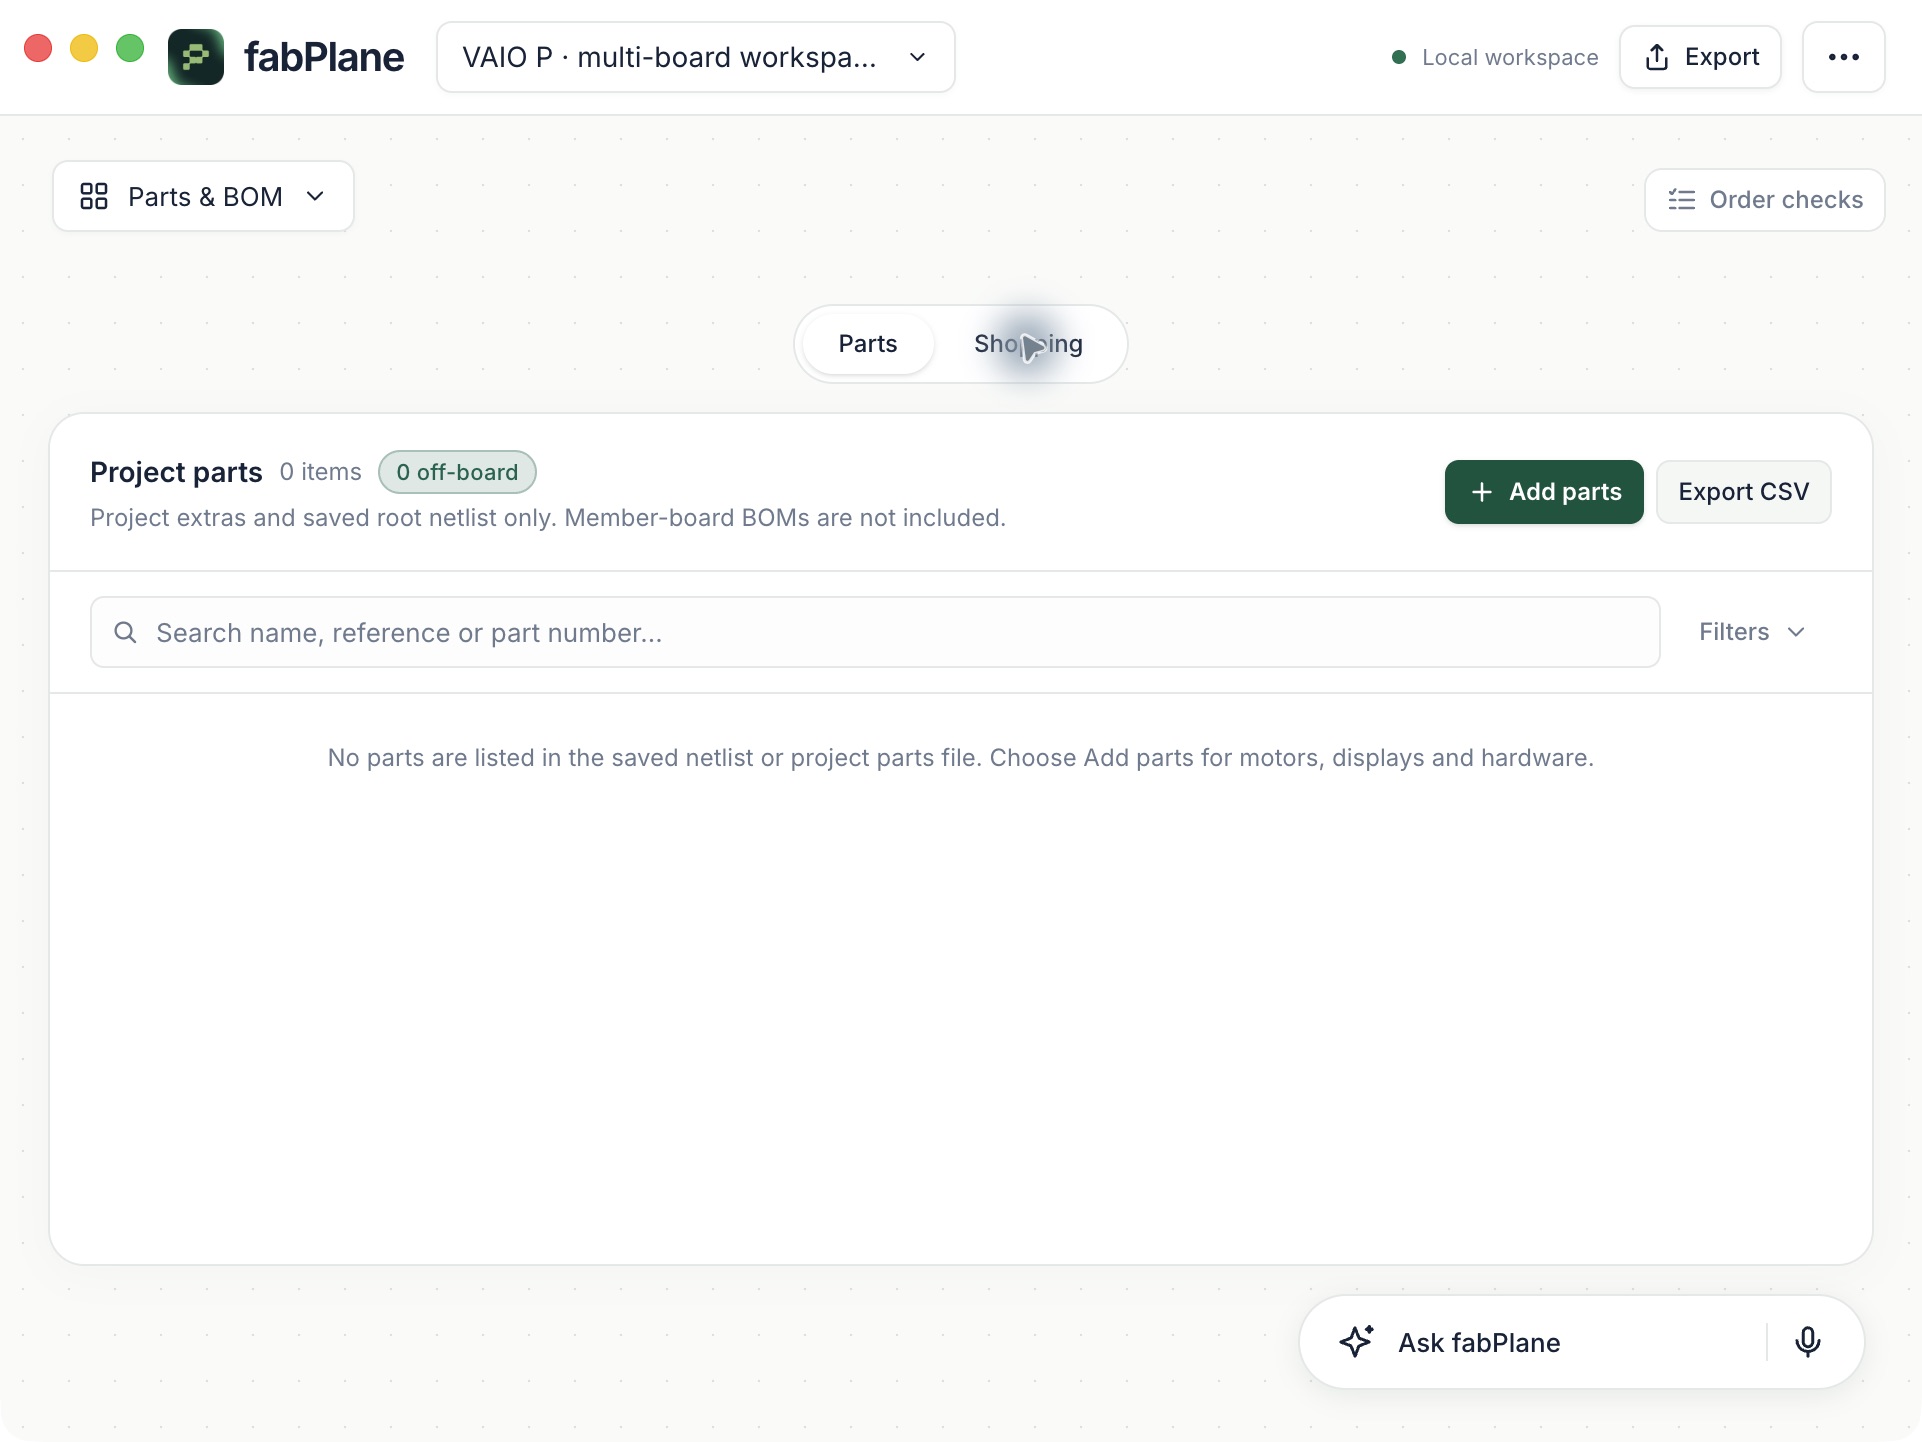 fabPlane
VAIO P · multi-board workspa...
Local workspace
Export
Parts & BOM
Order checks
Parts
Shopping
Project parts 0 items 0 off-board
Project extras and saved root netlist only. Member-board BOMs are not included.
Add parts
Export CSV
Search name, reference or part number...
Filters
No parts are listed in the saved netlist or project parts file. Choose Add parts for motors, displays and hardware.
Ask fabPlane